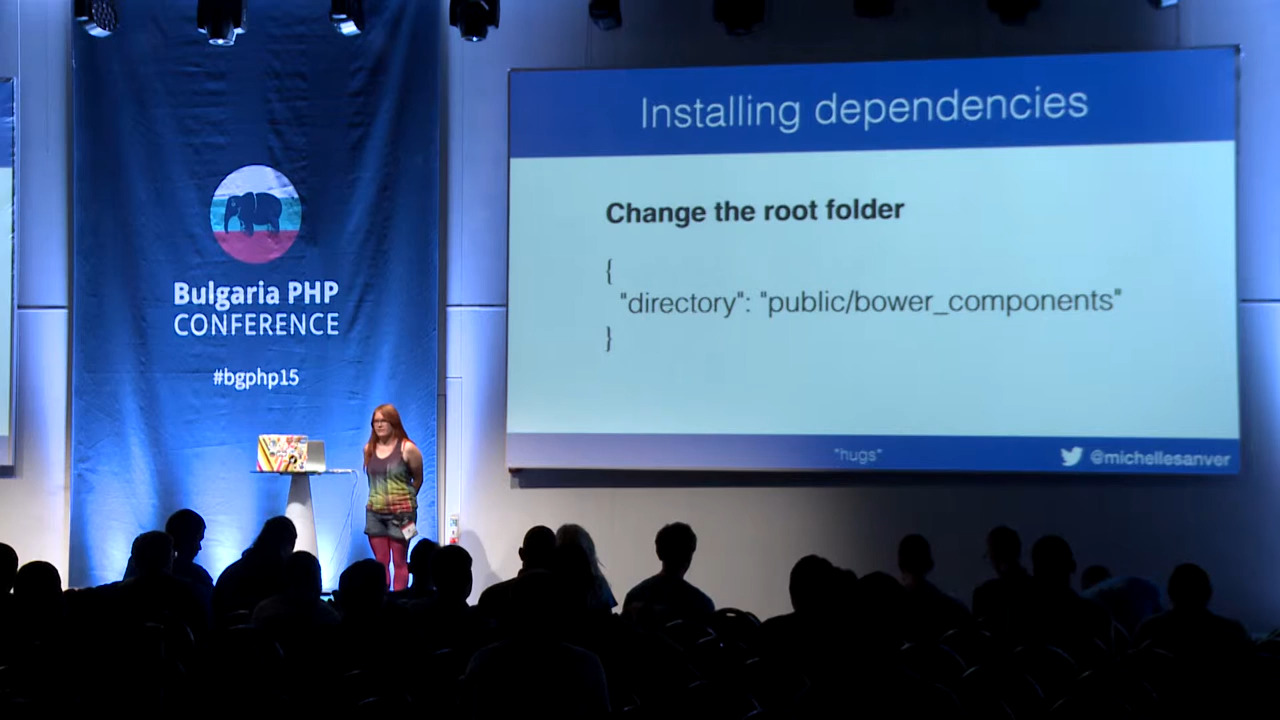 Bulgaria PHP
CONFERENCE
#bgphp15
Installing dependencies
Change the root folder
{
"directory": "public/bower_components"
}
"hugs"
@michellesanver